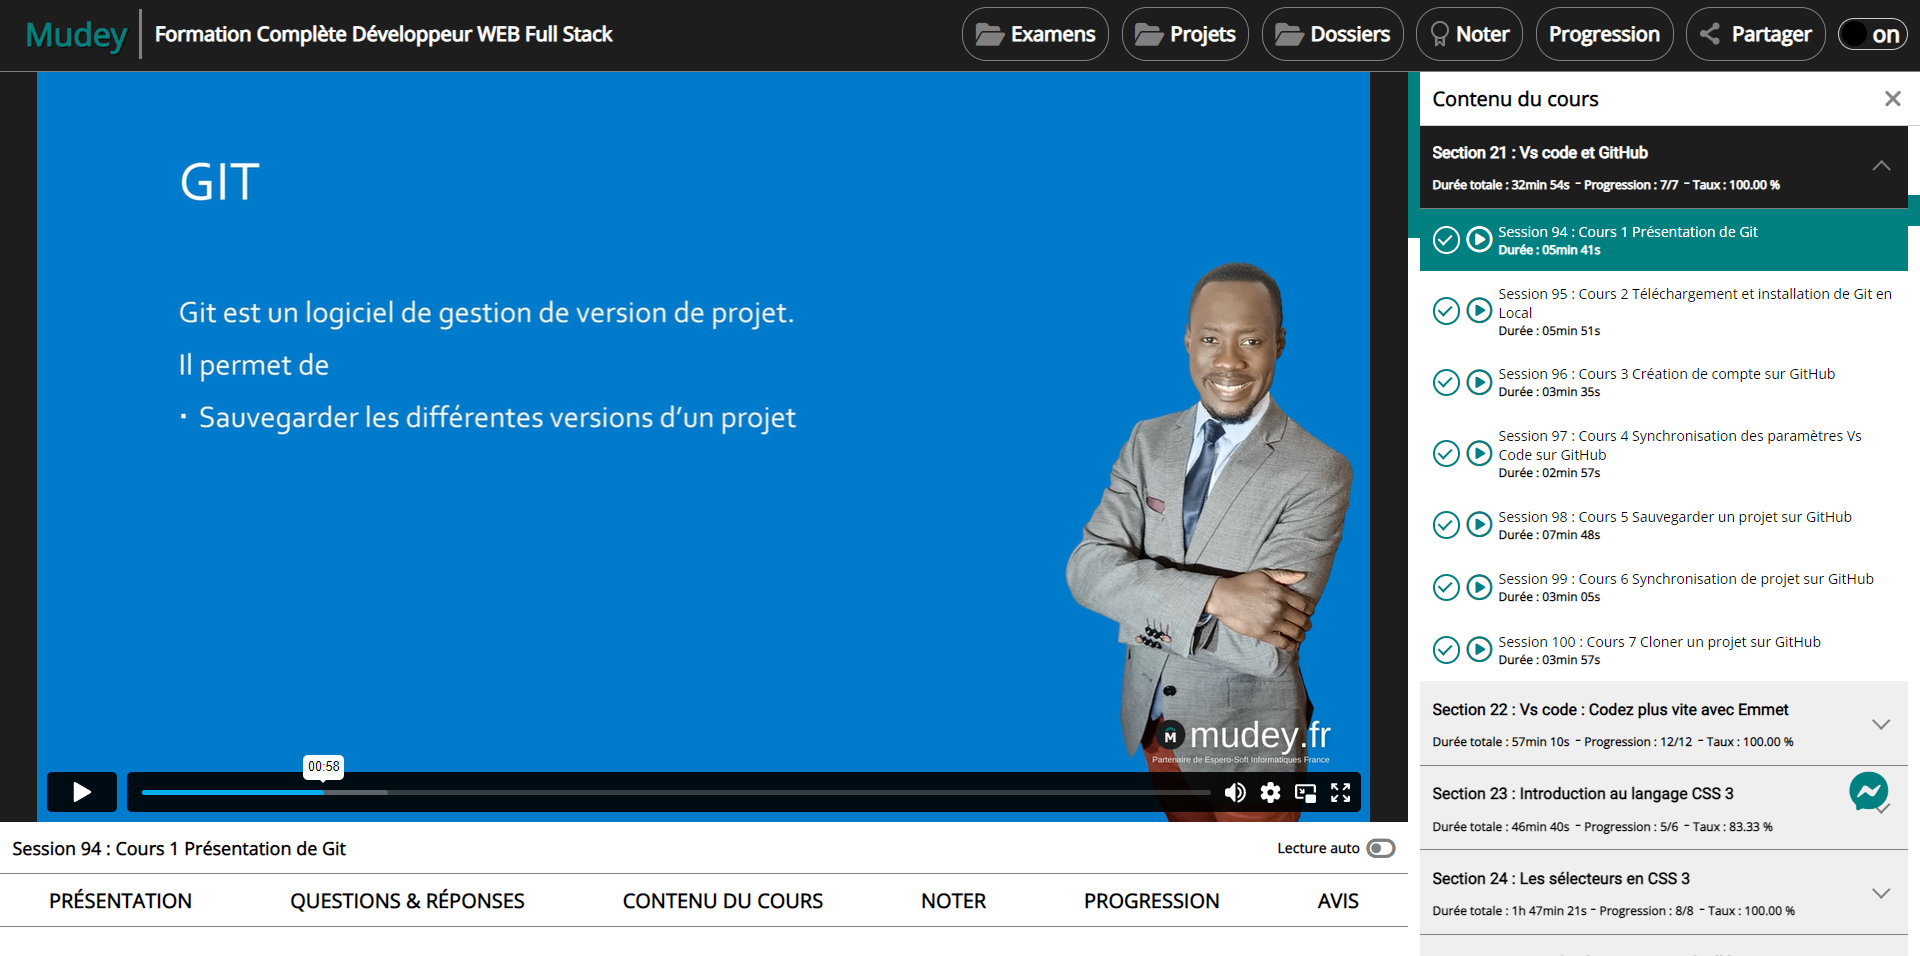 Mudey
Formation Complète Développeur WEB Full Stack
Examens
Projets
Dossiers
Noter
Progression
Partager
on
GIT
Git est un logiciel de gestion de version de projet.
Il permet de
▪ Sauvegarder les différentes versions d’un projet
M mudey.fr
Partenaire de Espero-Soft Informatiques France
00:58
Session 94 : Cours 1 Présentation de Git
Lecture auto
PRÉSENTATION
QUESTIONS & RÉPONSES
CONTENU DU COURS
NOTER
PROGRESSION
AVIS
Contenu du cours
Section 21 : Vs code et GitHub
Durée totale : 32min 54s - Progression : 7/7 - Taux : 100.00 %
Session 94 : Cours 1 Présentation de Git
Durée : 05min 41s
Session 95 : Cours 2 Téléchargement et installation de Git en
Local
Durée : 05min 51s
Session 96 : Cours 3 Création de compte sur GitHub
Durée : 03min 35s
Session 97 : Cours 4 Synchronisation des paramètres Vs
Code sur GitHub
Durée : 02min 57s
Session 98 : Cours 5 Sauvegarder un projet sur GitHub
Durée : 07min 48s
Session 99 : Cours 6 Synchronisation de projet sur GitHub
Durée : 03min 05s
Session 100 : Cours 7 Cloner un projet sur GitHub
Durée : 03min 57s
Section 22 : Vs code : Codez plus vite avec Emmet
Durée totale : 57min 10s - Progression : 12/12 - Taux : 100.00 %
Section 23 : Introduction au langage CSS 3
Durée totale : 46min 40s - Progression : 5/6 - Taux : 83.33 %
Section 24 : Les sélecteurs en CSS 3
Durée totale : 1h 47min 21s - Progression : 8/8 - Taux : 100.00 %